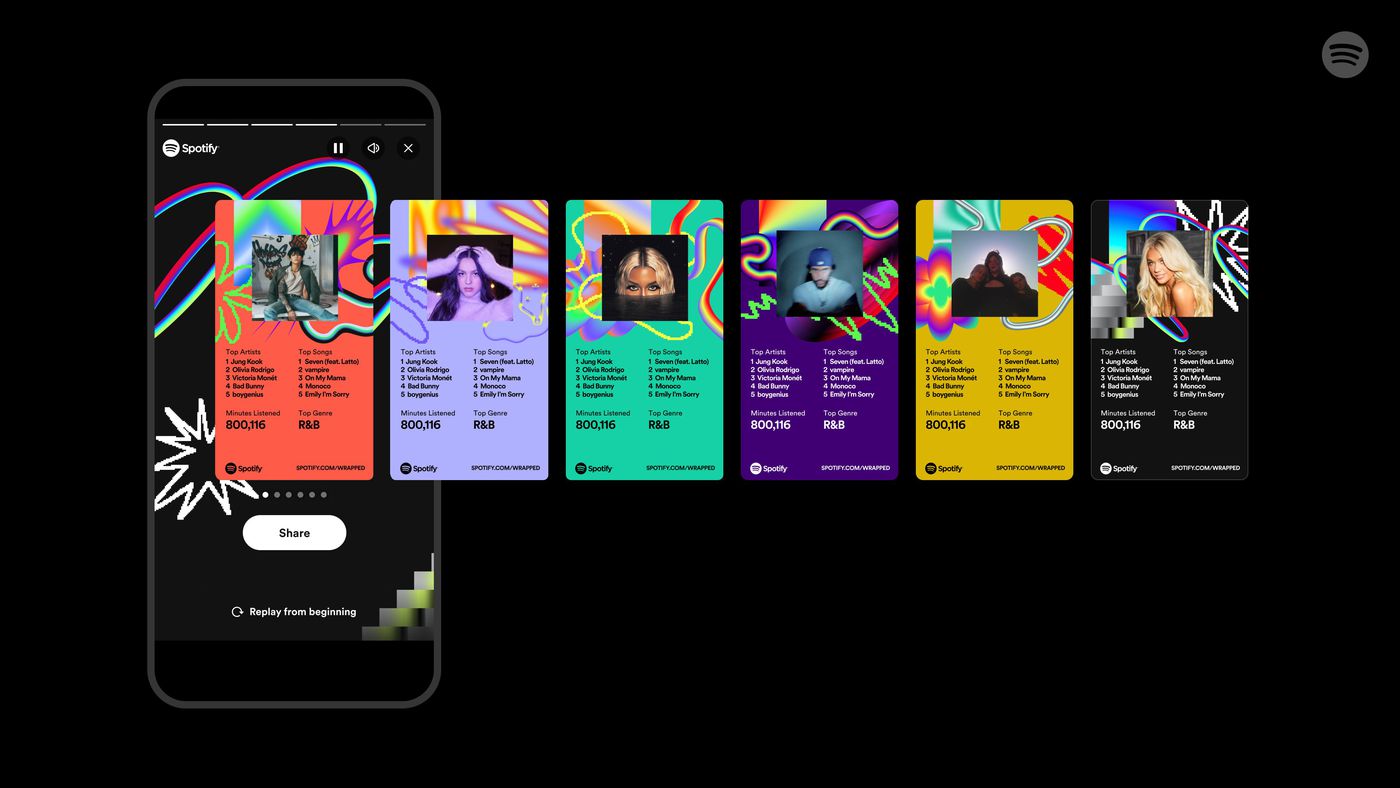 Spotify
Top Artists Top Songs
1 Jung Kook 1 Seven (feat. Latto)
2 Olivia Rodrigo 2 vampire
3 Victoria Monét 3 On My Mama
4 Bad Bunny 4 Monoco
5 boygenius 5 Emily I'm Sorry
Minutes Listened Top Genre
800,116 R&B
Spotify SPOTIFY.COM/WRAPPED
Top Artists Top Songs
1 Jung Kook 1 Seven (feat. Latto)
2 Olivia Rodrigo 2 vampire
3 Victoria Monét 3 On My Mama
4 Bad Bunny 4 Monoco
5 boygenius 5 Emily I'm Sorry
Minutes Listened Top Genre
800,116 R&B
Spotify SPOTIFY.COM/WRAPPED
Top Artists Top Songs
1 Jung Kook 1 Seven (feat. Latto)
2 Olivia Rodrigo 2 vampire
3 Victoria Monét 3 On My Mama
4 Bad Bunny 4 Monoco
5 boygenius 5 Emily I'm Sorry
Minutes Listened Top Genre
800,116 R&B
Spotify SPOTIFY.COM/WRAPPED
Top Artists Top Songs
1 Jung Kook 1 Seven (feat. Latto)
2 Olivia Rodrigo 2 vampire
3 Victoria Monét 3 On My Mama
4 Bad Bunny 4 Monoco
5 boygenius 5 Emily I'm Sorry
Minutes Listened Top Genre
800,116 R&B
Spotify SPOTIFY.COM/WRAPPED
Top Artists Top Songs
1 Jung Kook 1 Seven (feat. Latto)
2 Olivia Rodrigo 2 vampire
3 Victoria Monét 3 On My Mama
4 Bad Bunny 4 Monoco
5 boygenius 5 Emily I'm Sorry
Minutes Listened Top Genre
800,116 R&B
Spotify SPOTIFY.COM/WRAPPED
Top Artists Top Songs
1 Jung Kook 1 Seven (feat. Latto)
2 Olivia Rodrigo 2 vampire
3 Victoria Monét 3 On My Mama
4 Bad Bunny 4 Monoco
5 boygenius 5 Emily I'm Sorry
Minutes Listened Top Genre
800,116 R&B
Spotify SPOTIFY.COM/WRAPPED
Share
Replay from beginning